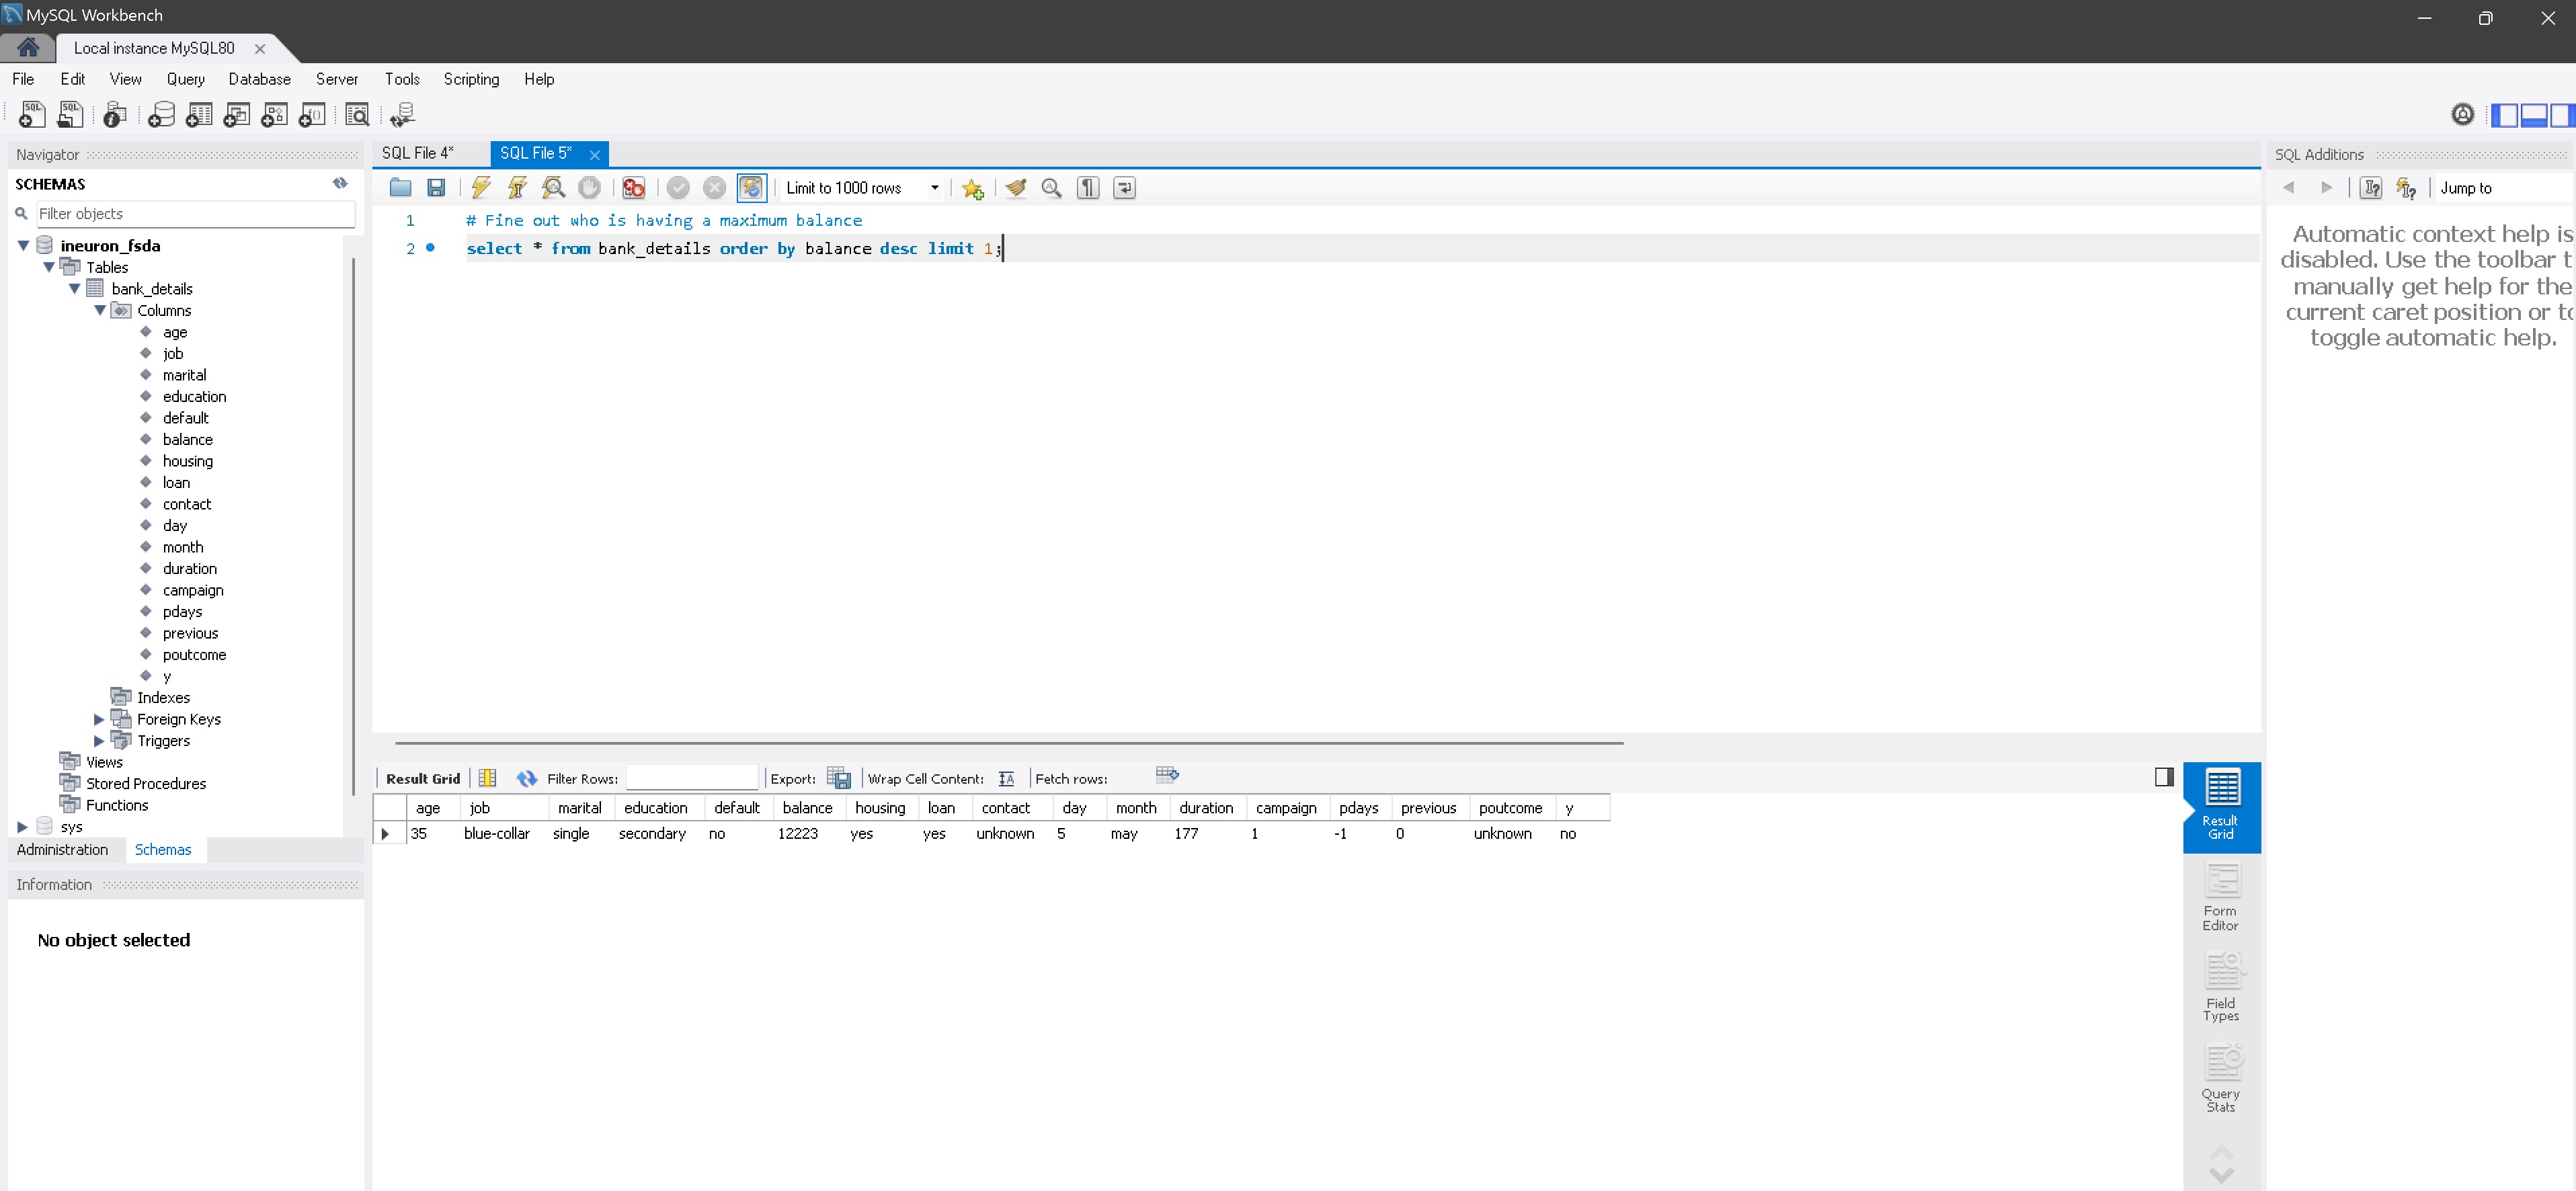 MySQL Workbench
Local instance MySQL80
File Edit View Query Database Server Tools Scripting Help
Navigator
SCHEMAS
Filter objects
ineuron_fsda
Tables
bank_details
Columns
age
job
marital
education
default
balance
housing
loan
contact
day
month
duration
campaign
pdays
previous
poutcome
y
Indexes
Foreign Keys
Triggers
Views
Stored Procedures
Functions
sys
Administration Schemas
Information
No object selected
SQL File 4* SQL File 5*
Limit to 1000 rows
1 # Fine out who is having a maximum balance
2 select * from bank_details order by balance desc limit 1;
Result Grid Filter Rows: Export: Wrap Cell Content: Fetch rows:
age job marital education default balance housing loan contact day month duration campaign pdays previous poutcome y
35 blue-collar single secondary no 12223 yes yes unknown 5 may 177 1 -1 0 unknown no
Result
Grid
Form
Editor
Field
Types
Query
Stats
SQL Additions
Jump to
Automatic context help is
disabled. Use the toolbar t
manually get help for the
current caret position or to
toggle automatic help.